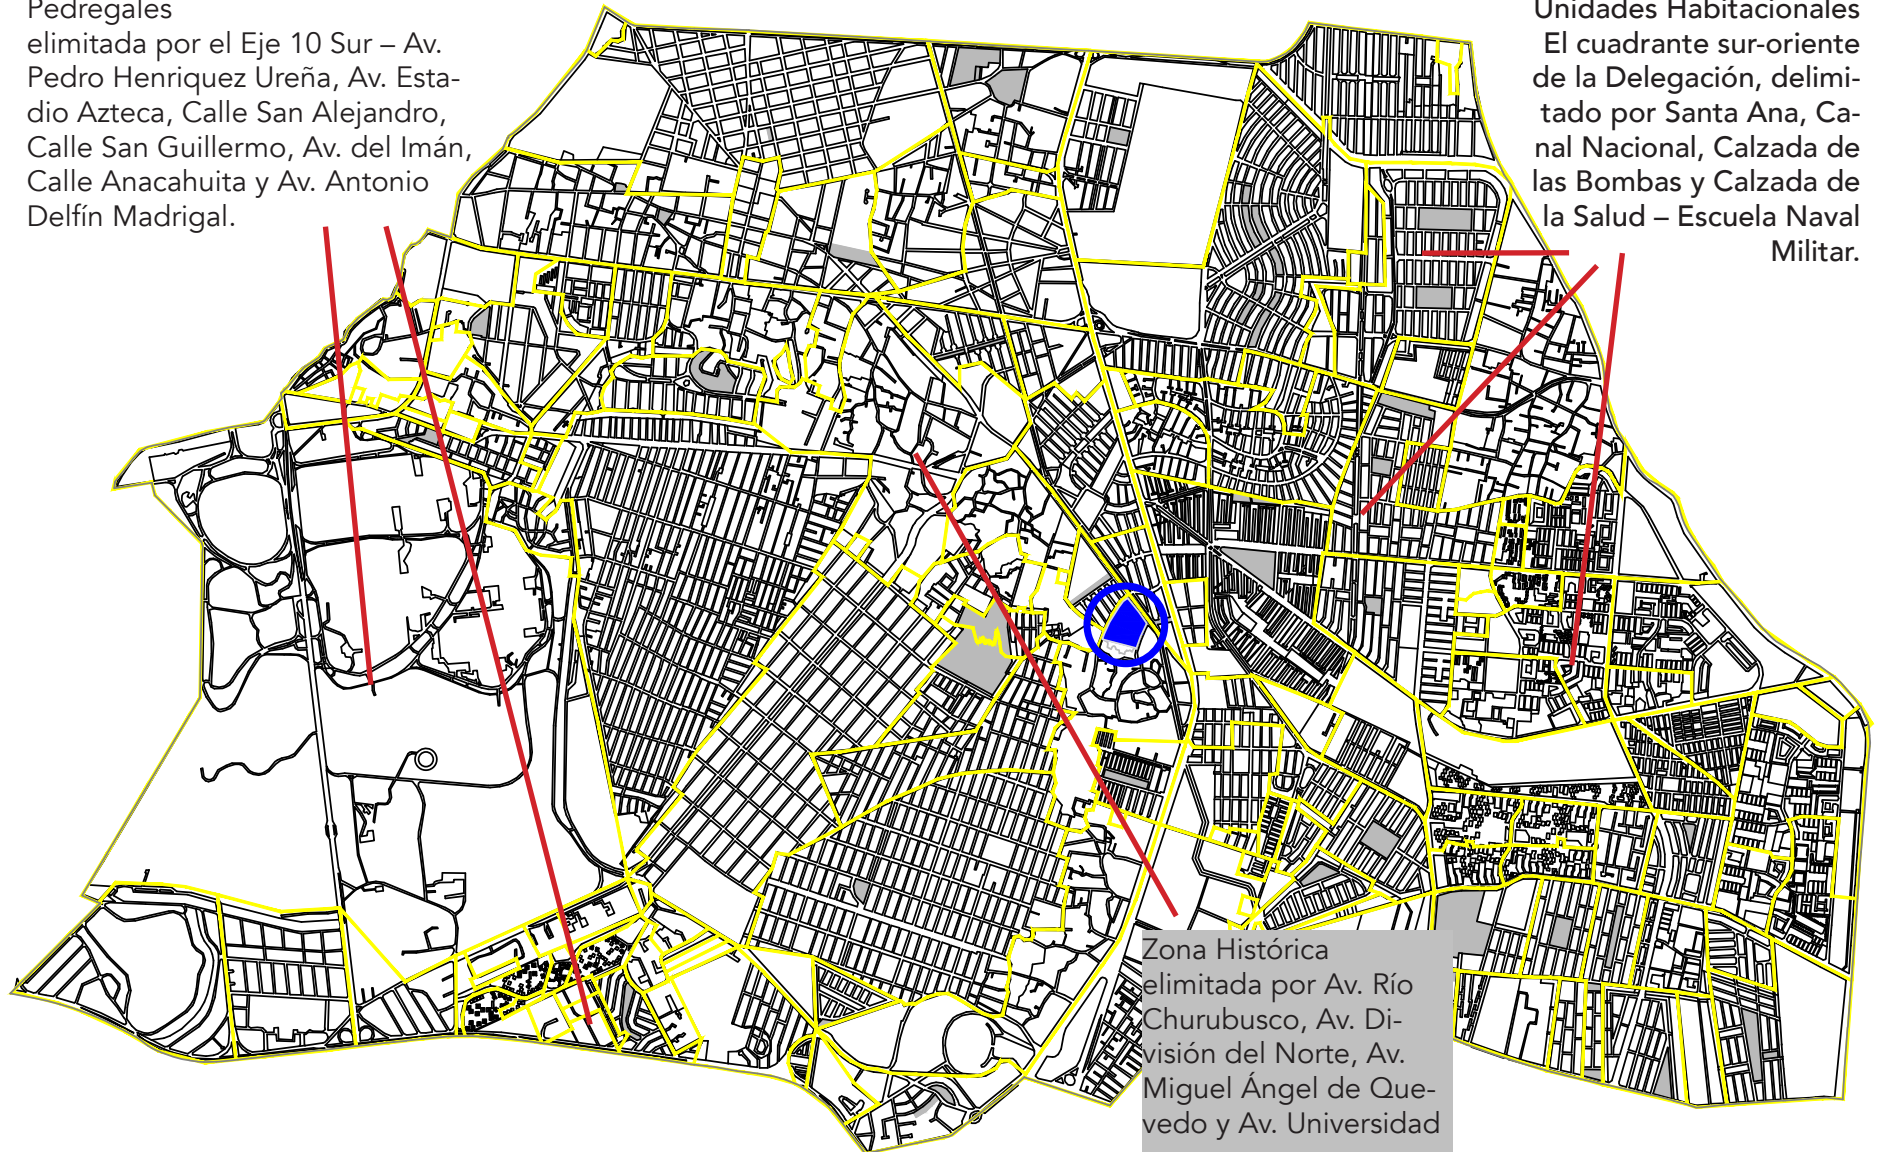 Pedregales
elimitada por el Eje 10 Sur – Av.
Pedro Henriquez Ureña, Av. Esta-
dio Azteca, Calle San Alejandro,
Calle San Guillermo, Av. del Imán,
Calle Anacahuita y Av. Antonio
Delfín Madrigal.
Unidades Habitacionales
El cuadrante sur-oriente
de la Delegación, delimi-
tado por Santa Ana, Ca-
nal Nacional, Calzada de
las Bombas y Calzada de
la Salud – Escuela Naval
Militar.
Zona Histórica
elimitada por Av. Río
Churubusco, Av. Di-
visión del Norte, Av.
Miguel Ángel de Que-
vedo y Av. Universidad